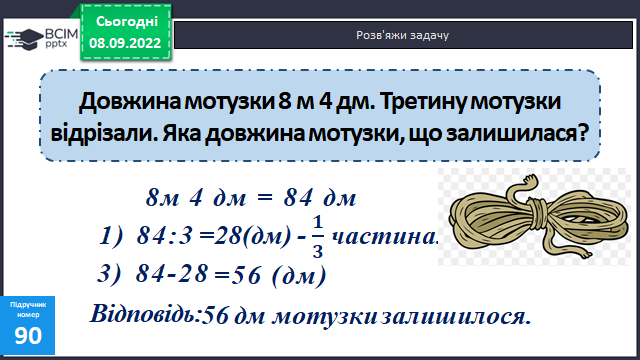 ВСІМ
pptx
Сьогодні
08.09.2022
Розв'яжи задачу
Довжина мотузки 8 м 4 дм. Третину мотузки
відрізали. Яка довжина мотузки, що залишилася?
8м 4 дм = 84 дм
1) 84:3 =28(дм) - 1/3 частина.
3) 84-28 =56 (дм)
Відповідь:56 дм мотузки залишилося.
Підручник
номер
90